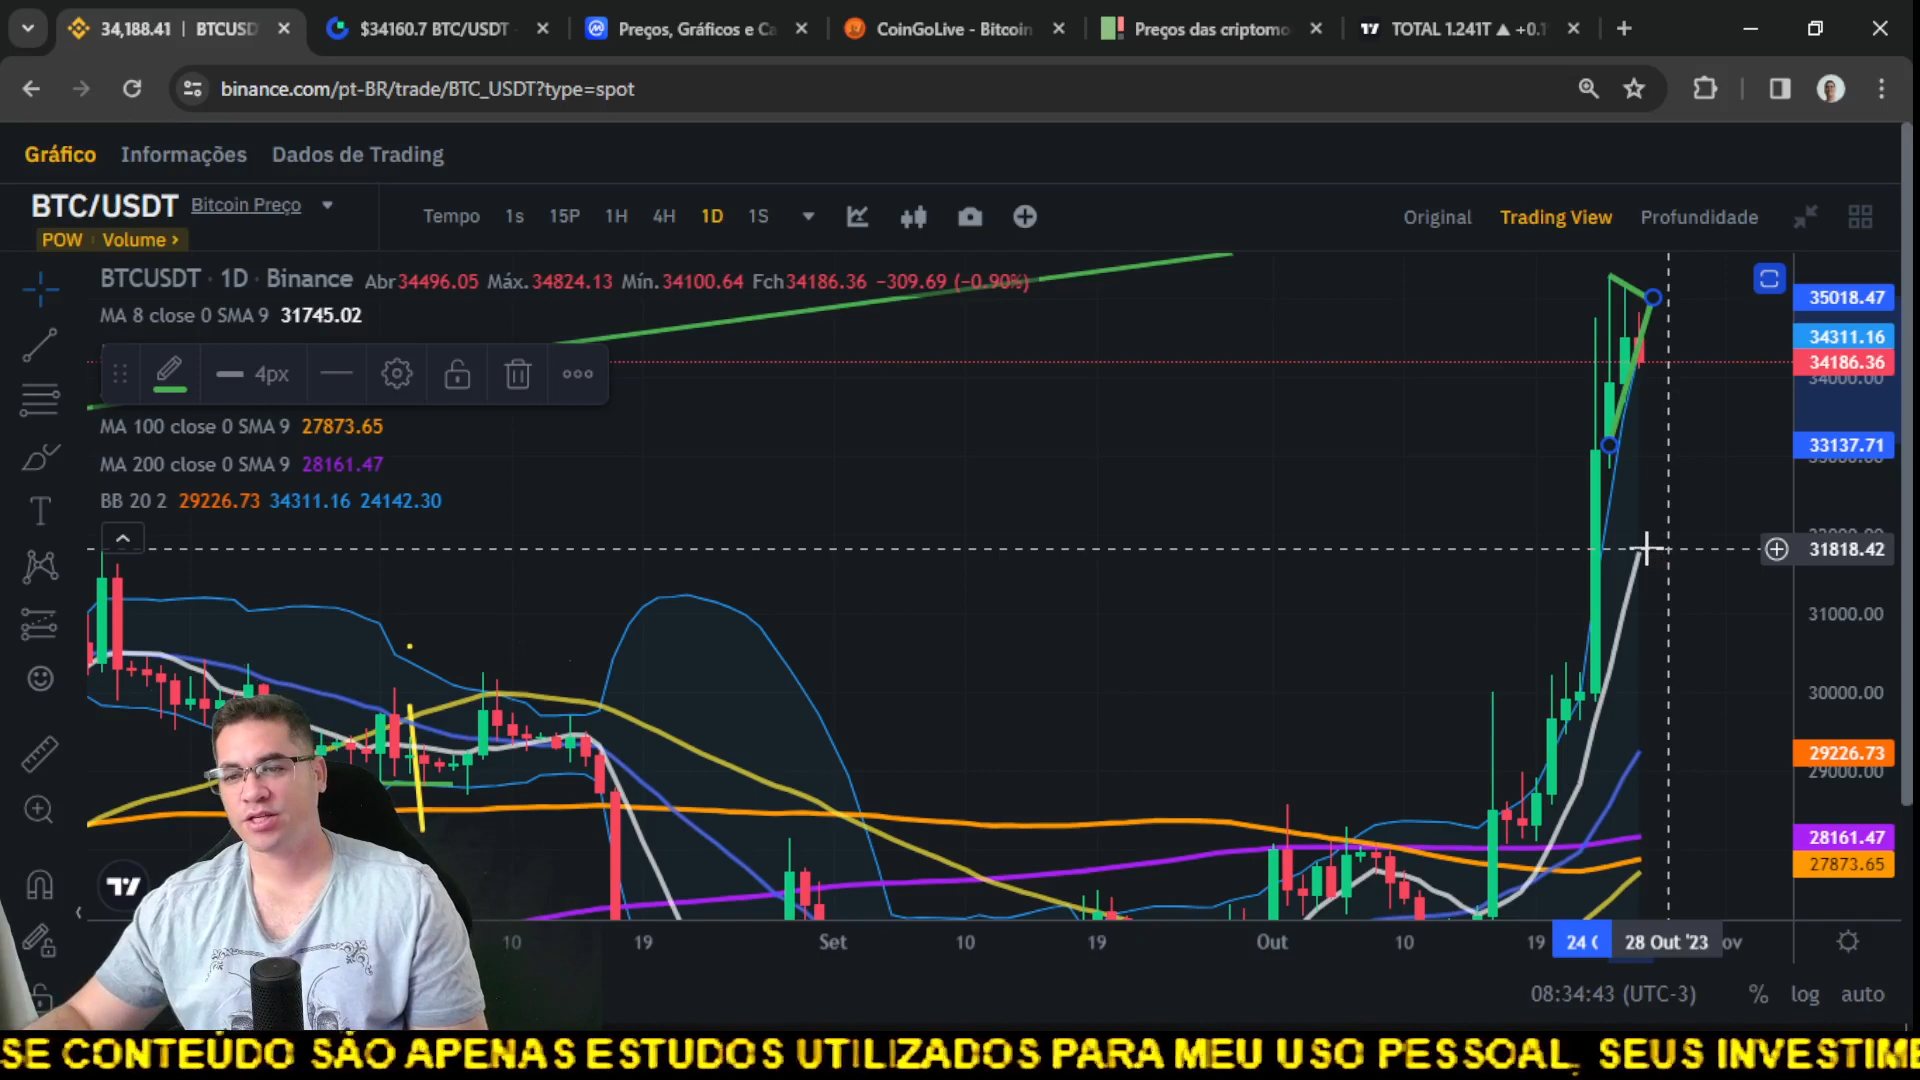 34,188.41 | BTCUSD
$34160.7 BTC/USDT
Preços, Gráficos e Ca
CoinGoLive - Bitcoin
Preços das criptomo
TOTAL 1.241T ▲ +0.1
binance.com/pt-BR/trade/BTC_USDT?type=spot
Gráfico Informações Dados de Trading
BTC/USDT Bitcoin Preço
POW Volume >
Tempo 1s 15P 1H 4H 1D 1S
Original Trading View Profundidade
BTCUSDT · 1D · Binance Abr34496.05 Máx.34824.13 Mín.34100.64 Fch34186.36 −309.69 (−0.90%)
MA 8 close 0 SMA 9 31745.02
4px
MA 100 close 0 SMA 9 27873.65
MA 200 close 0 SMA 9 28161.47
BB 20 2 29226.73 34311.16 24142.30
35018.47
34311.16
34186.36
34000.00
33137.71
31818.42
31000.00
30000.00
29226.73
29000.00
28161.47
27873.65
10 19 Set 10 19 Out 10 19 24 28 Out '23 ov
08:34:43 (UTC-3) % log auto
SE CONTEÚDO SÃO APENAS ESTUDOS UTILIZADOS PARA MEU USO PESSOAL, SEUS INVESTIME